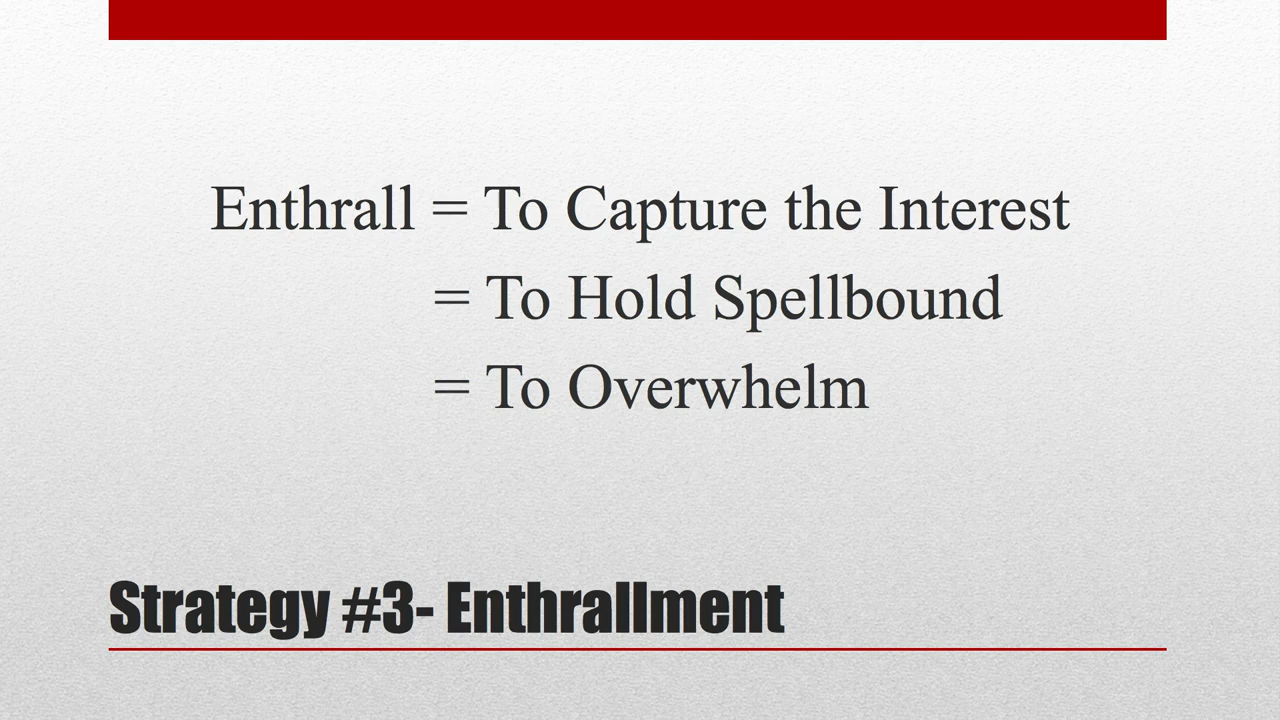 Enthrall = To Capture the Interest
= To Hold Spellbound
= To Overwhelm
Strategy #3- Enthrallment